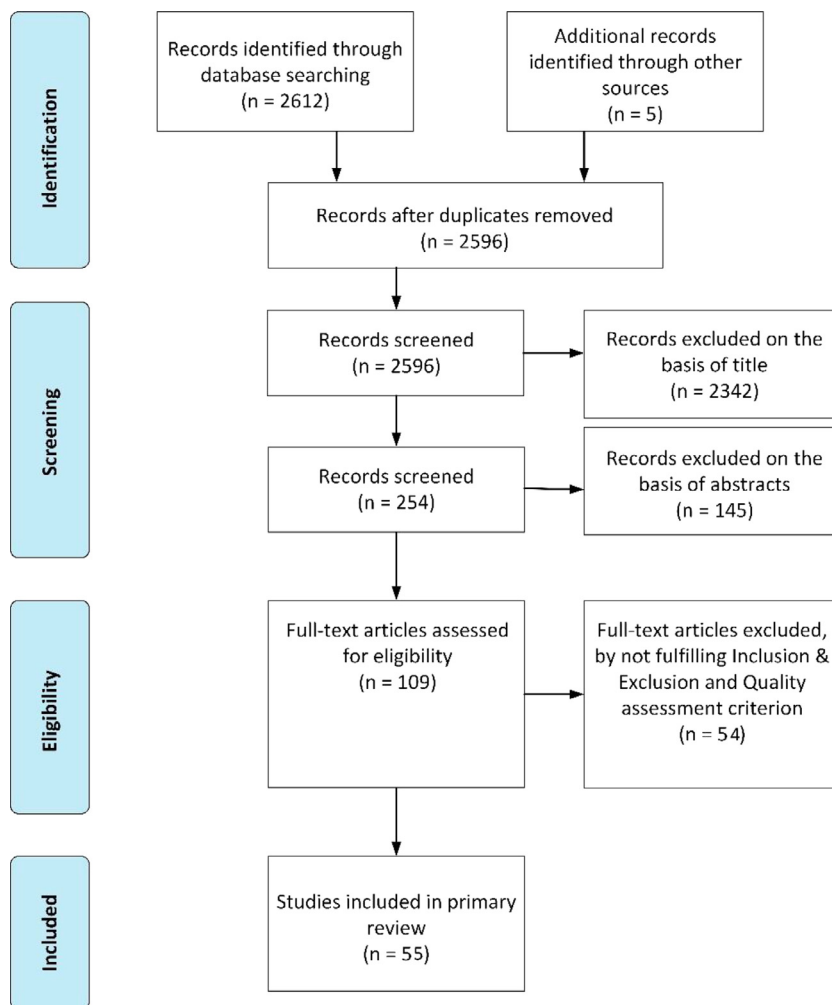 Identification
Records identified through
database searching
(n = 2612)
Additional records
identified through other
sources
(n = 5)
Records after duplicates removed
(n = 2596)
Screening
Records screened
(n = 2596)
Records excluded on the
basis of title
(n = 2342)
Records screened
(n = 254)
Records excluded on the
basis of abstracts
(n = 145)
Eligibility
Full-text articles assessed
for eligibility
(n = 109)
Full-text articles excluded,
by not fulfilling Inclusion &
Exclusion and Quality
assessment criterion
(n = 54)
Included
Studies included in primary
review
(n = 55)